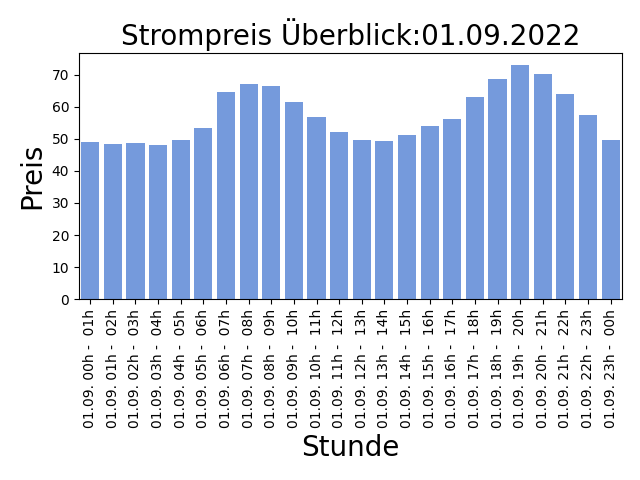 Strompreis Überblick:01.09.2022
Preis
70
60
50
40
30
20
10
0
01.09. 00h - 01h
01.09. 01h - 02h
01.09. 02h - 03h
01.09. 03h - 04h
01.09. 04h - 05h
01.09. 05h - 06h
01.09. 06h - 07h
01.09. 07h - 08h
01.09. 08h - 09h
01.09. 09h - 10h
01.09. 10h - 11h
01.09. 11h - 12h
01.09. 12h - 13h
01.09. 13h - 14h
01.09. 14h - 15h
01.09. 15h - 16h
01.09. 16h - 17h
01.09. 17h - 18h
01.09. 18h - 19h
01.09. 19h - 20h
01.09. 20h - 21h
01.09. 21h - 22h
01.09. 22h - 23h
01.09. 23h - 00h
Stunde